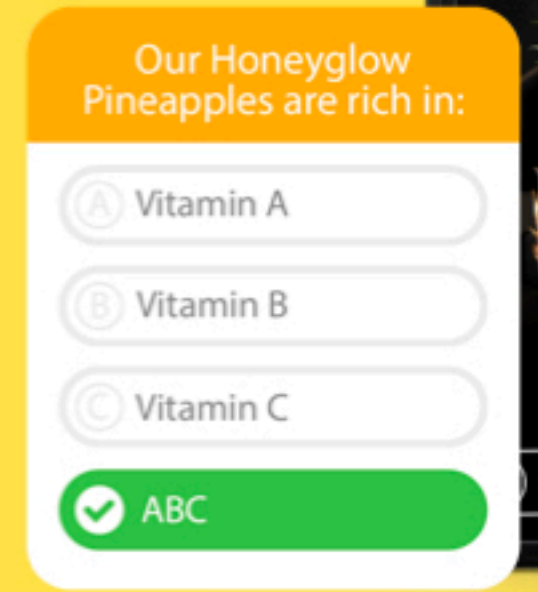 Our Honeyglow
Pineapples are rich in:
A Vitamin A
B Vitamin B
C Vitamin C
ABC